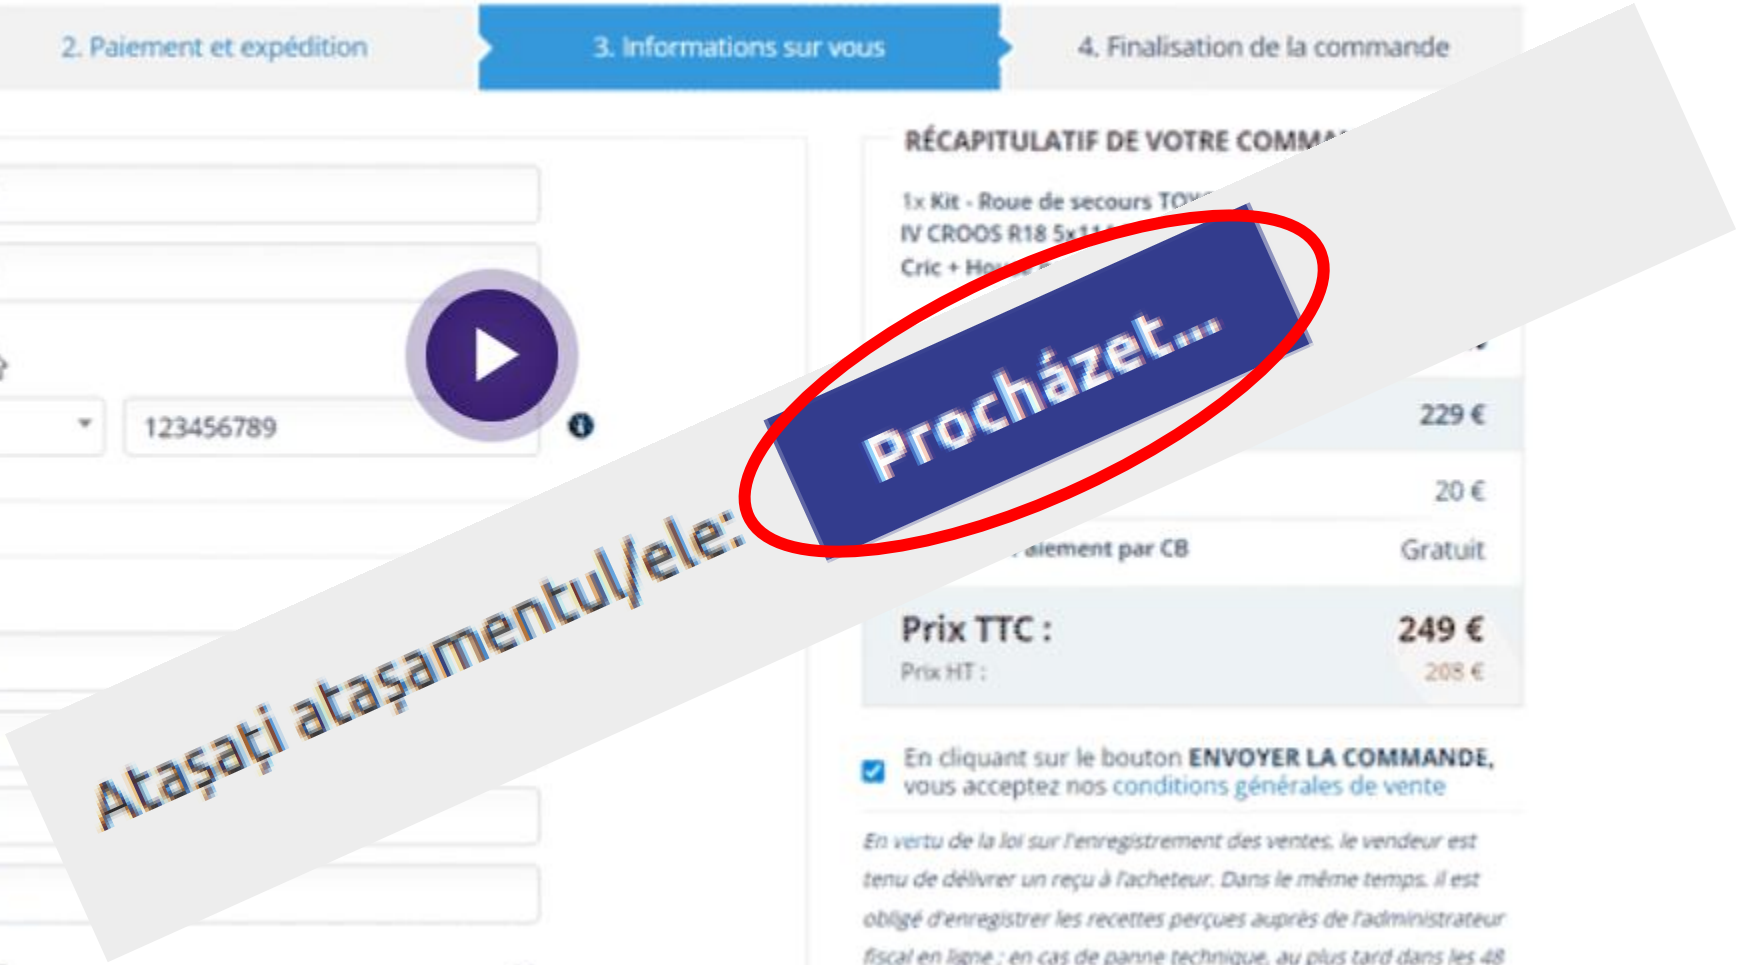 2. Paiement et expédition
3. Informations sur vous
4. Finalisation de la commande
RÉCAPITULATIF DE VOTRE
1x Kit - Roue de secours
IV CROOS R18
Cric +
123456789
229 €
20 €
par CB
Gratuit
Prix TTC :
249 €
Prix HT :
208 €
Atașați atașamentul/ele:
Procházet...
En cliquant sur le bouton ENVOYER LA COMMANDE,
vous acceptez nos conditions générales de vente
En vertu de la loi sur l'enregistrement des ventes, le vendeur est
tenu de délivrer un reçu à l'acheteur. Dans le même temps, il est
obligé d'enregistrer les recettes perçues auprès de l'administrateur
fiscal en ligne ; en cas de panne technique, au plus tard dans les 48